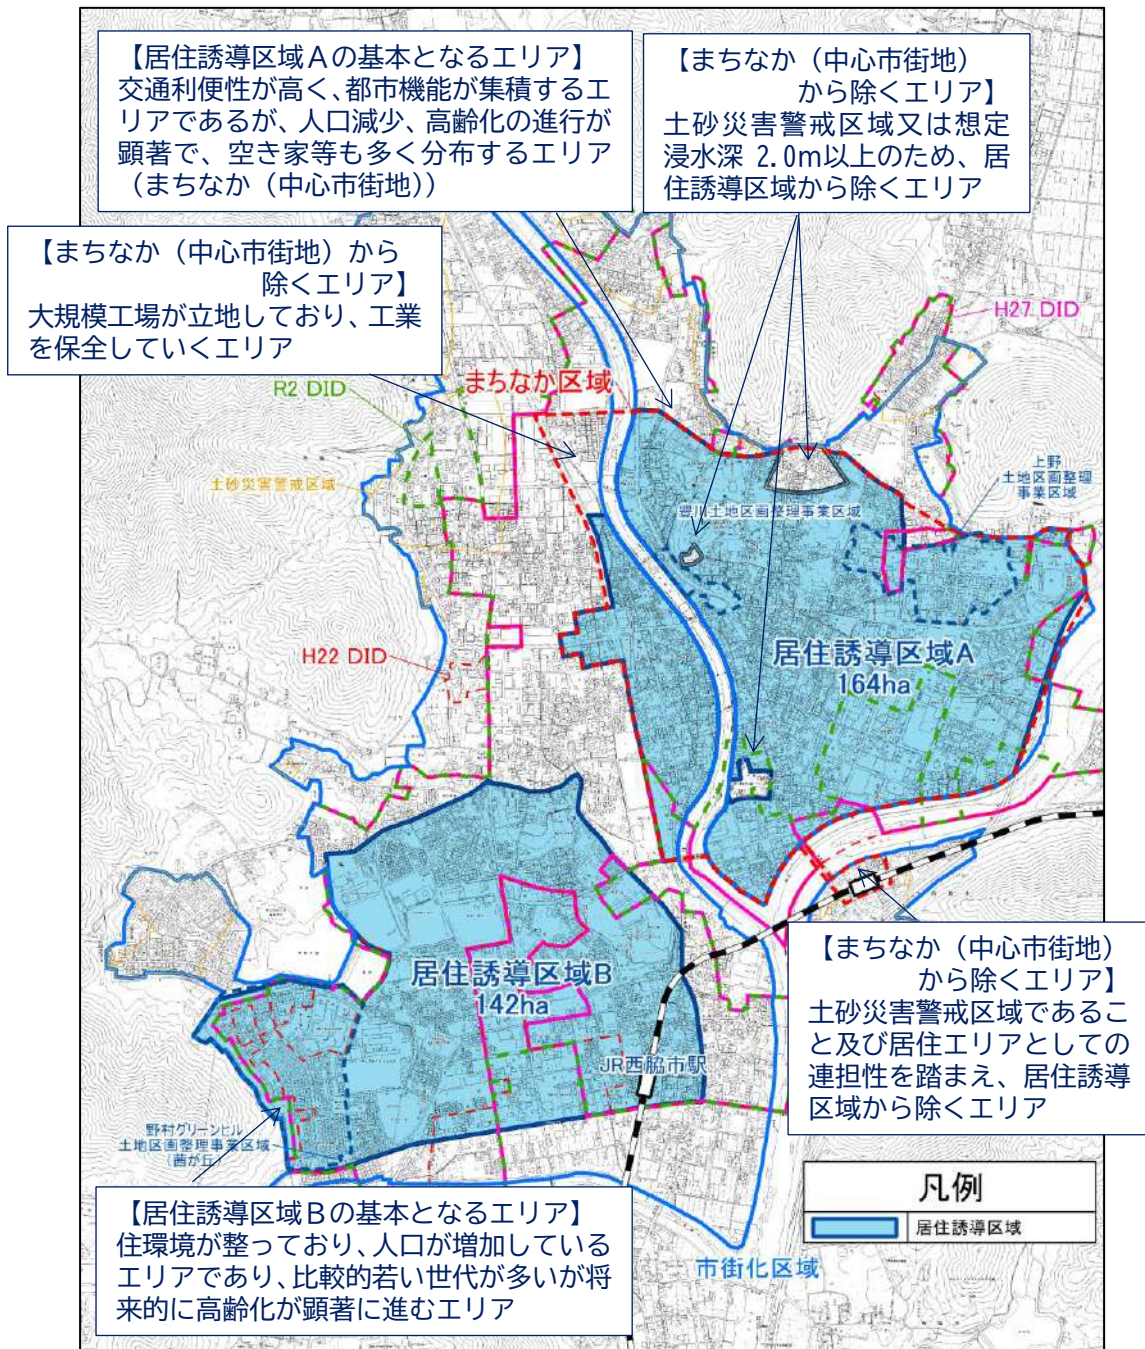 【居住誘導区域Aの基本となるエリア】
交通利便性が高く、都市機能が集積するエ
リアであるが、人口減少、高齢化の進行が
顕著で、空き家等も多く分布するエリア
（まちなか（中心市街地））
【まちなか（中心市街地）
から除くエリア】
土砂災害警戒区域又は想定
浸水深 2.0m以上のため、居
住誘導区域から除くエリア
【まちなか（中心市街地）から
除くエリア】
大規模工場が立地しており、工業
を保全していくエリア
H27 DID
まちなか区域
R2 DID
土砂災害警戒区域
上野
土地区画整理
事業区域
豊川土地区画整理事業区域
H22 DID
居住誘導区域A
164ha
居住誘導区域B
142ha
JR西脇市駅
【まちなか（中心市街地）
から除くエリア】
土砂災害警戒区域であるこ
と及び居住エリアとしての
連担性を踏まえ、居住誘導
区域から除くエリア
野村グリーンヒル
土地区画整理事業区域
（茜が丘）
【居住誘導区域Bの基本となるエリア】
住環境が整っており、人口が増加している
エリアであり、比較的若い世代が多いが将
来的に高齢化が顕著に進むエリア
市街化区域
凡例
居住誘導区域